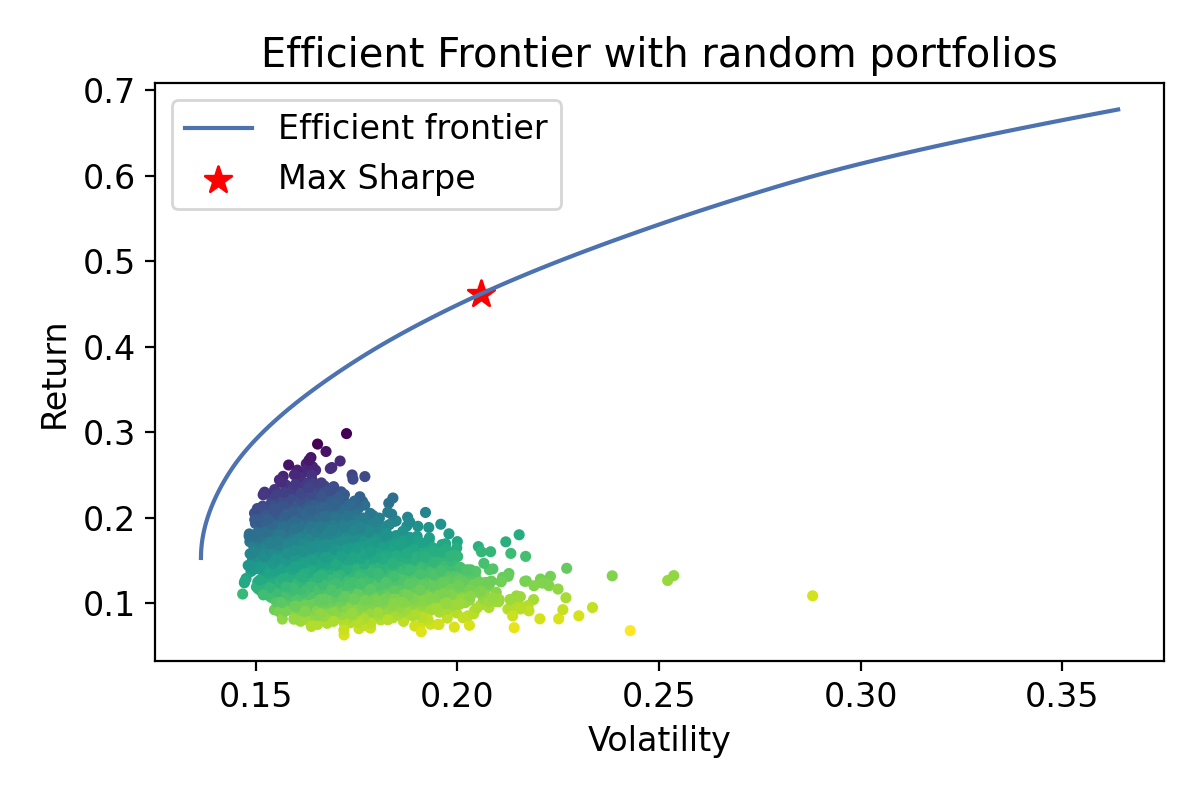 Efficient Frontier with random portfolios
Efficient frontier
Max Sharpe
Return
0.7
0.6
0.5
0.4
0.3
0.2
0.1
0.15 0.20 0.25 0.30 0.35
Volatility